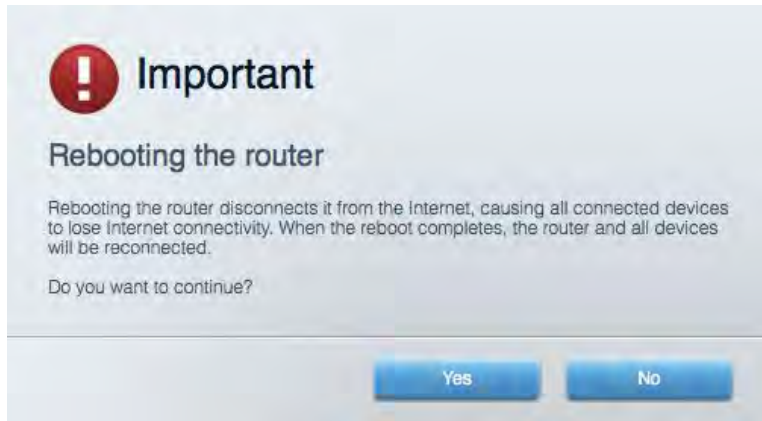 Important
Rebooting the router
Rebooting the router disconnects it from the Internet, causing all connected devices
to lose Internet connectivity. When the reboot completes, the router and all devices
will be reconnected.
Do you want to continue?
Yes
No